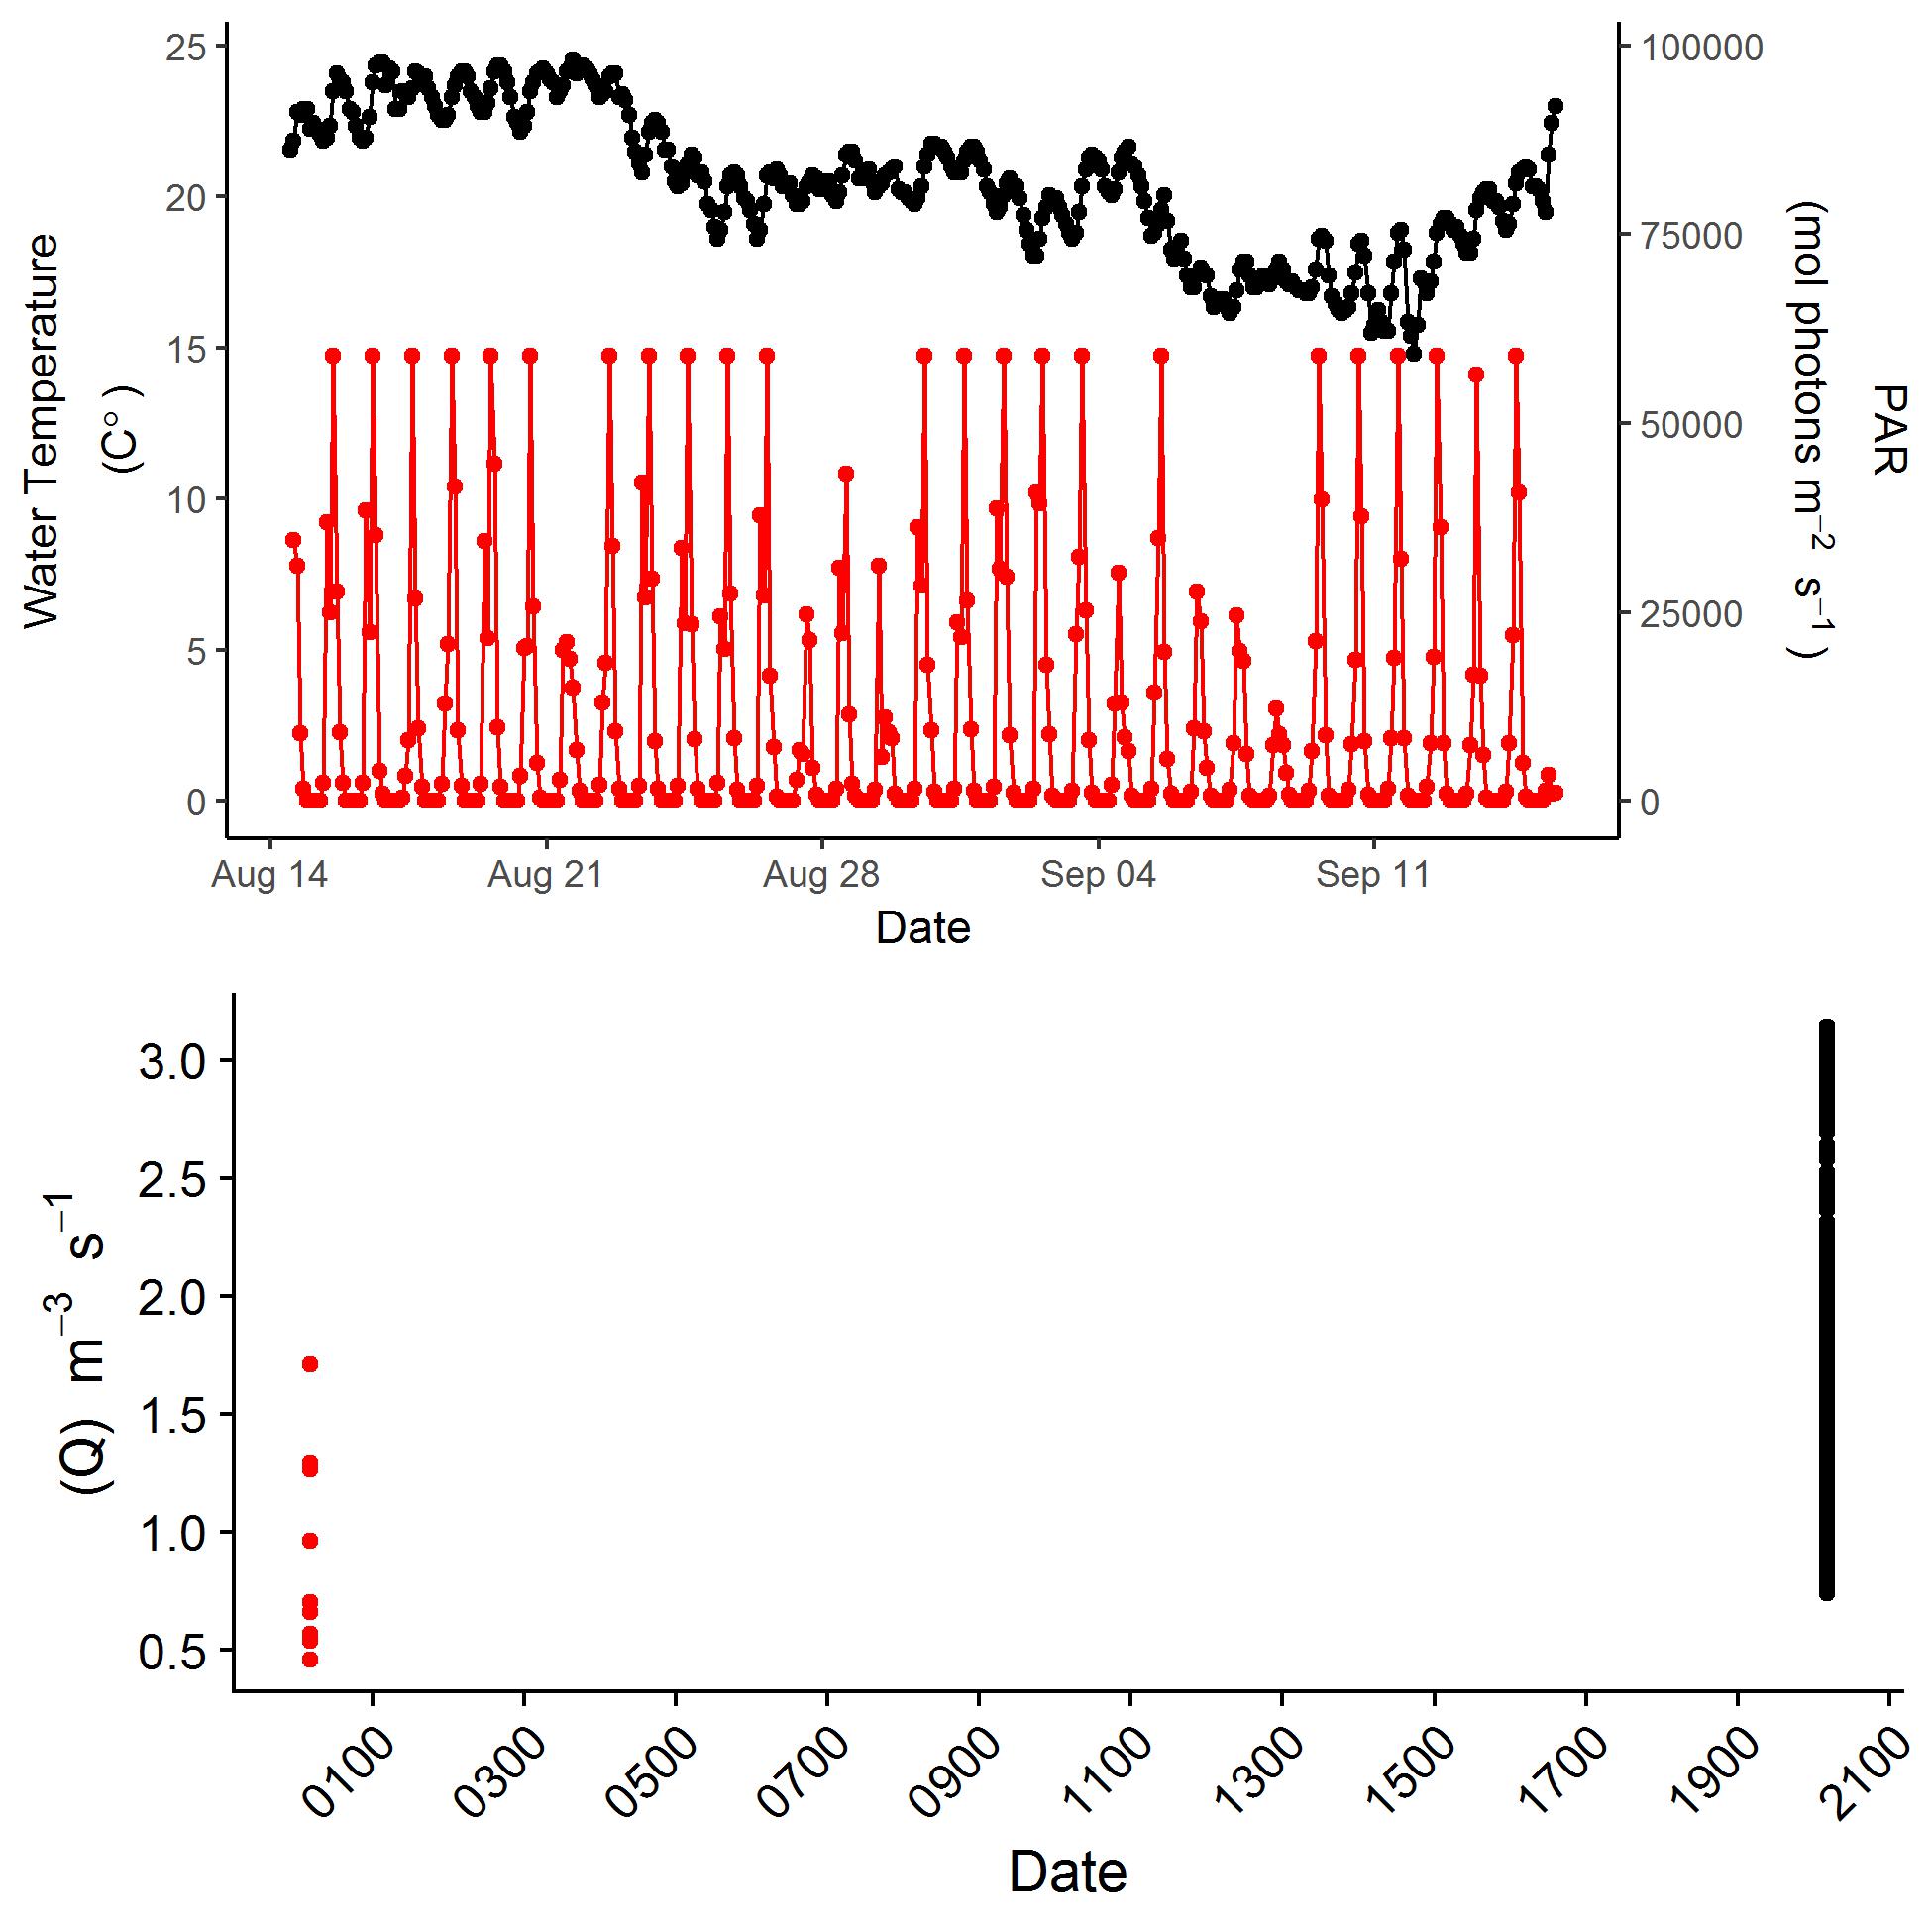 Water Temperature
(C°)
25
20
15
10
5
0
100000
75000
50000
25000
0
PAR
(mol photons m⁻² s⁻¹)
Aug 14 Aug 21 Aug 28 Sep 04 Sep 11
Date
(Q) m⁻³ s⁻¹
3.0
2.5
2.0
1.5
1.0
0.5
0100 0300 0500 0700 0900 1100 1300 1500 1700 1900 2100
Date